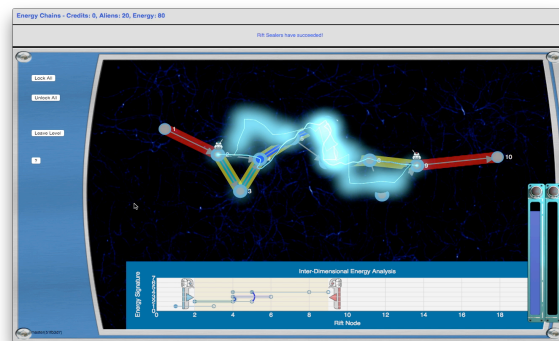 Energy Chains - Credits: 0, Aliens: 20, Energy: 80
Rift Sealers have succeeded!
Lock All
Unlock All
Leave Level
?
1
2
3
9
10
Inter-Dimensional Energy Analysis
Energy Signature
0 2 4 6 8 10 12 14 16 18
Rift Node